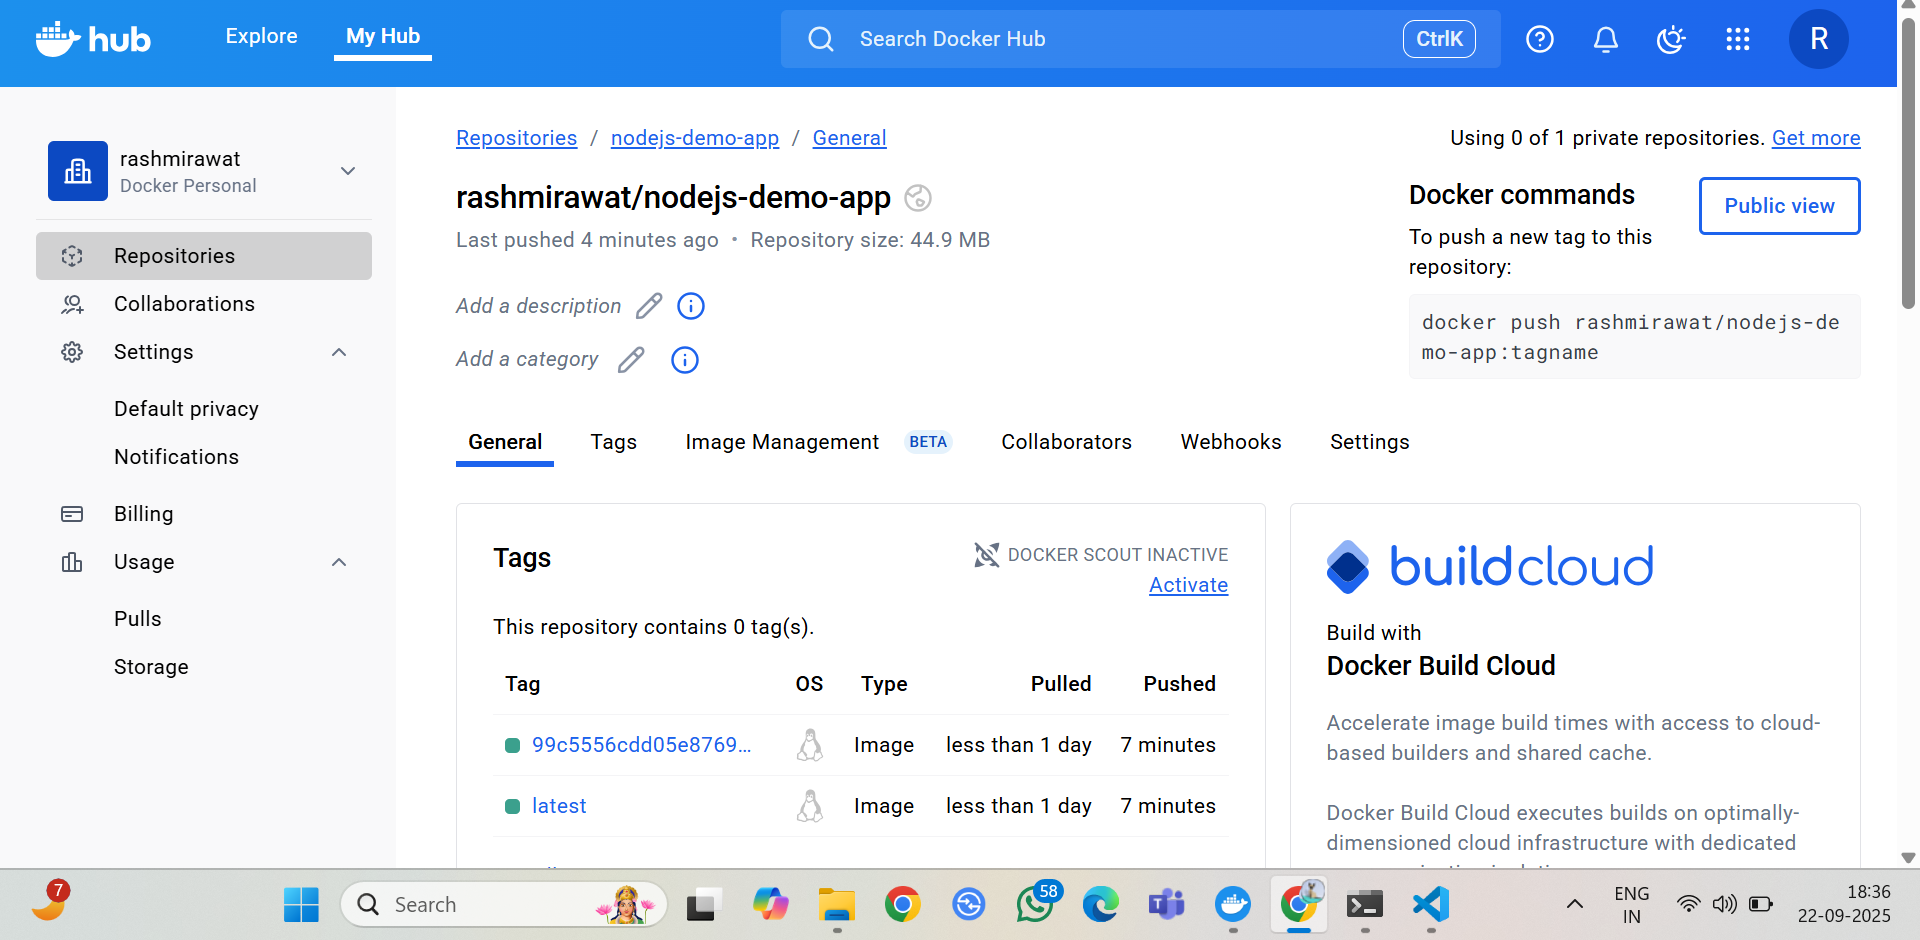 hub
Explore
My Hub
Search Docker Hub
CtrlK
R
rashmirawat
Docker Personal
Repositories
Collaborations
Settings
Default privacy
Notifications
Billing
Usage
Pulls
Storage
Repositories / nodejs-demo-app / General
Using 0 of 1 private repositories. Get more
rashmirawat/nodejs-demo-app
Last pushed 4 minutes ago • Repository size: 44.9 MB
Add a description
Add a category
Docker commands
Public view
To push a new tag to this
repository:
docker push rashmirawat/nodejs-de
mo-app:tagname
General
Tags
Image Management BETA
Collaborators
Webhooks
Settings
Tags
DOCKER SCOUT INACTIVE
Activate
This repository contains 0 tag(s).
Tag OS Type Pulled Pushed
99c5556cdd05e8769... Image less than 1 day 7 minutes
latest Image less than 1 day 7 minutes
buildcloud
Build with
Docker Build Cloud
Accelerate image build times with access to cloud-
based builders and shared cache.
Docker Build Cloud executes builds on optimally-
dimensioned cloud infrastructure with dedicated
7
Search
58
ENG
IN
18:36
22-09-2025